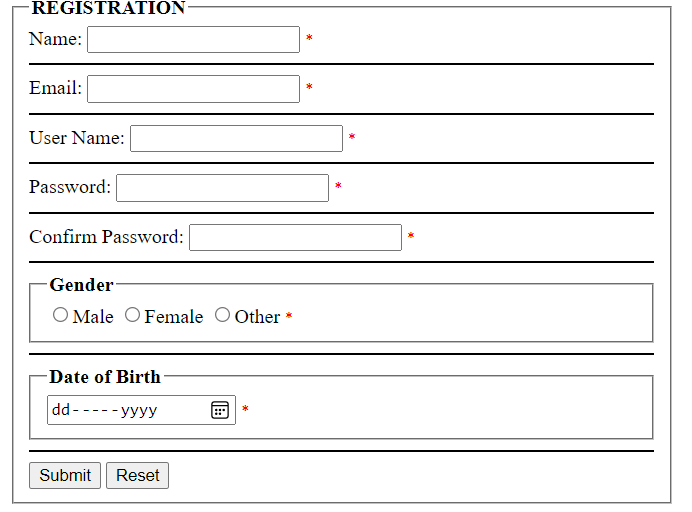 REGISTRATION
Name: *
Email: *
User Name: *
Password: *
Confirm Password: *
Gender
Male Female Other *
Date of Birth
dd-----yyyy *
Submit Reset